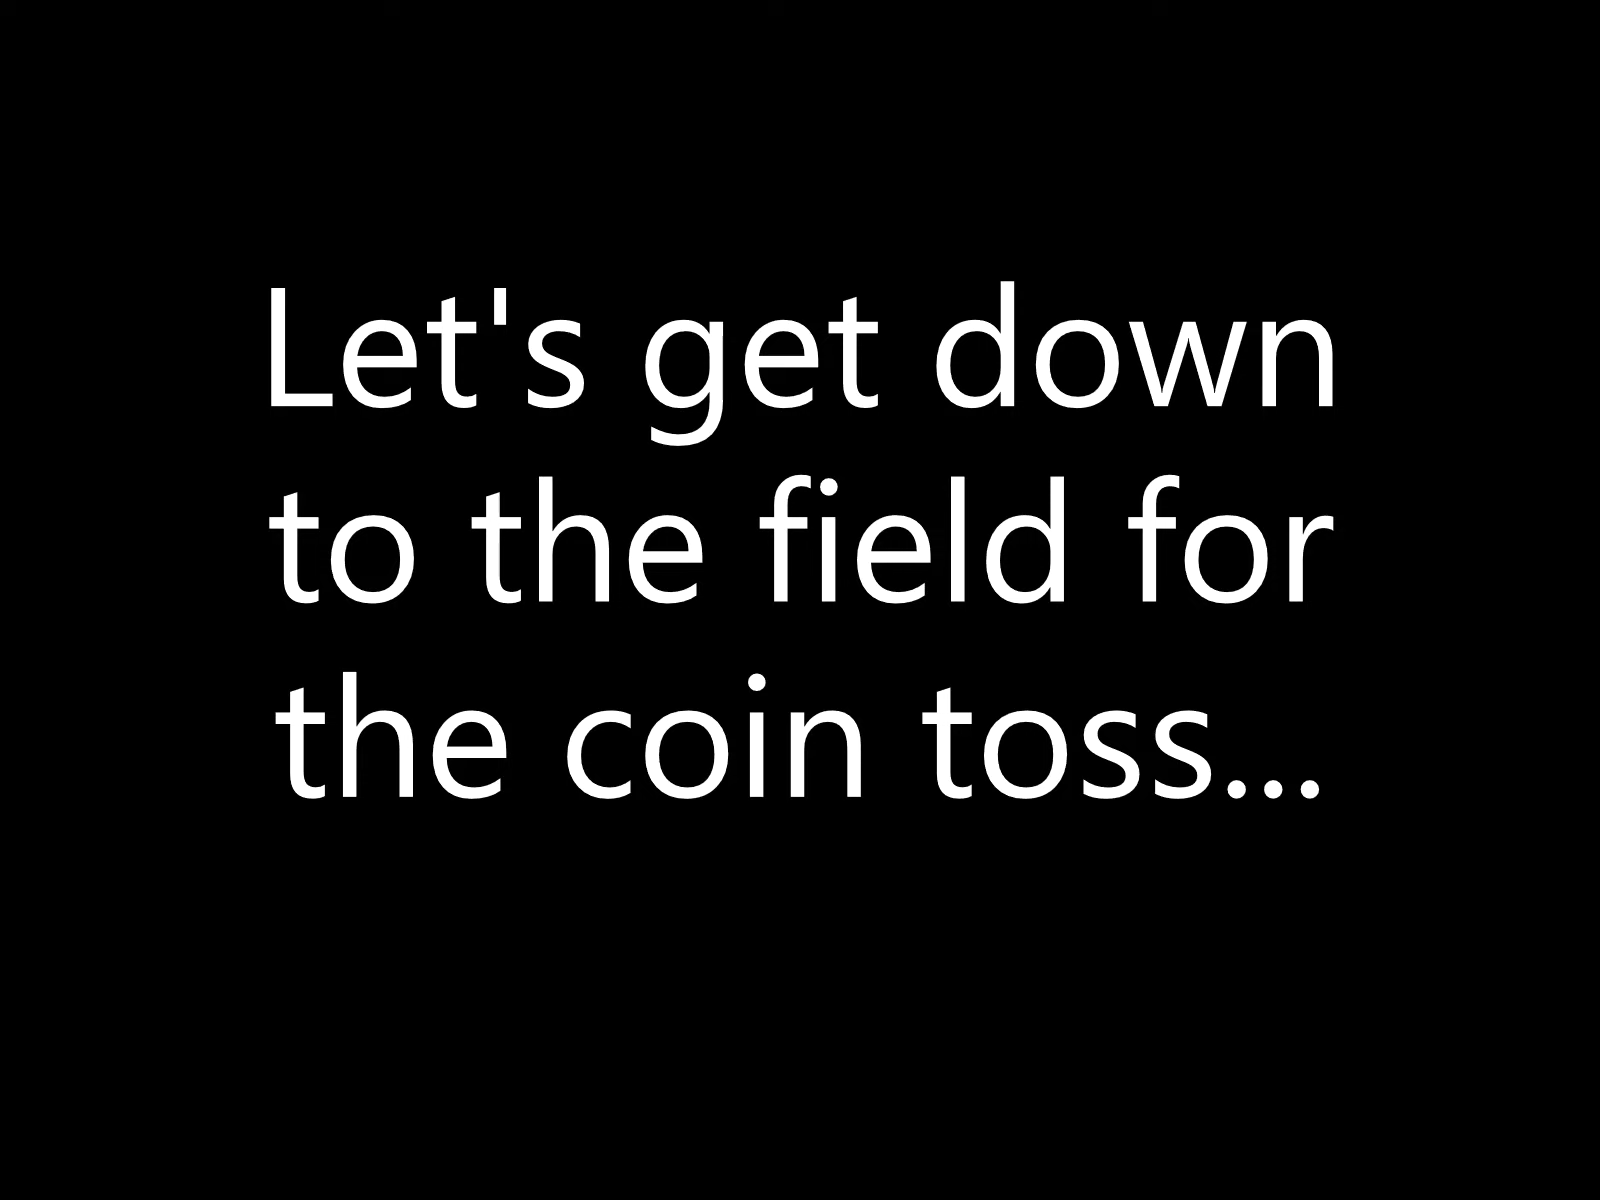 Let's get down
to the field for
the coin toss...